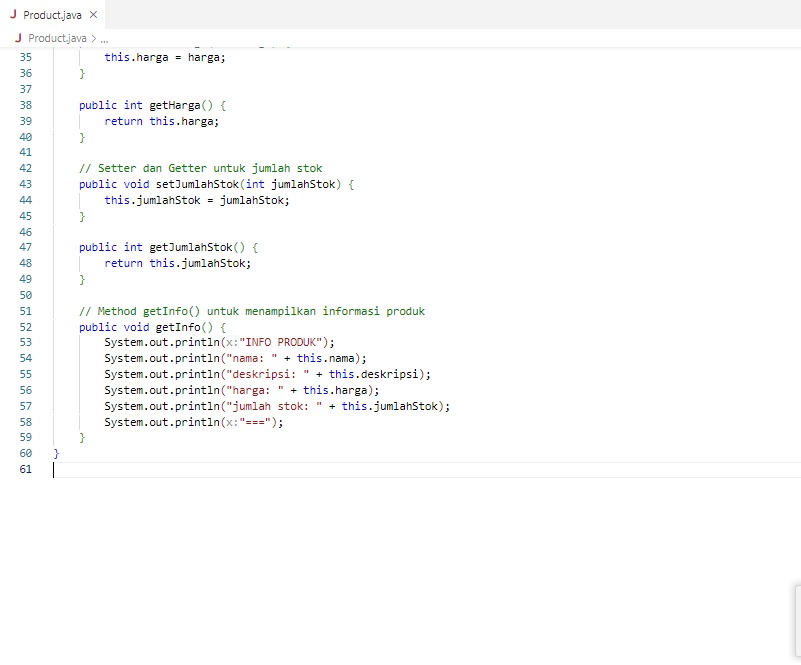 J Product.java ×
J Product.java > ...
35 this.harga = harga;
36 }
37
38 public int getHarga() {
39 return this.harga;
40 }
41
42 // Setter dan Getter untuk jumlah stok
43 public void setJumlahStok(int jumlahStok) {
44 this.jumlahStok = jumlahStok;
45 }
46
47 public int getJumlahStok() {
48 return this.jumlahStok;
49 }
50
51 // Method getInfo() untuk menampilkan informasi produk
52 public void getInfo() {
53 System.out.println(x:"INFO PRODUK");
54 System.out.println("nama: " + this.nama);
55 System.out.println("deskripsi: " + this.deskripsi);
56 System.out.println("harga: " + this.harga);
57 System.out.println("jumlah stok: " + this.jumlahStok);
58 System.out.println(x:"===");
59 }
60 }
61